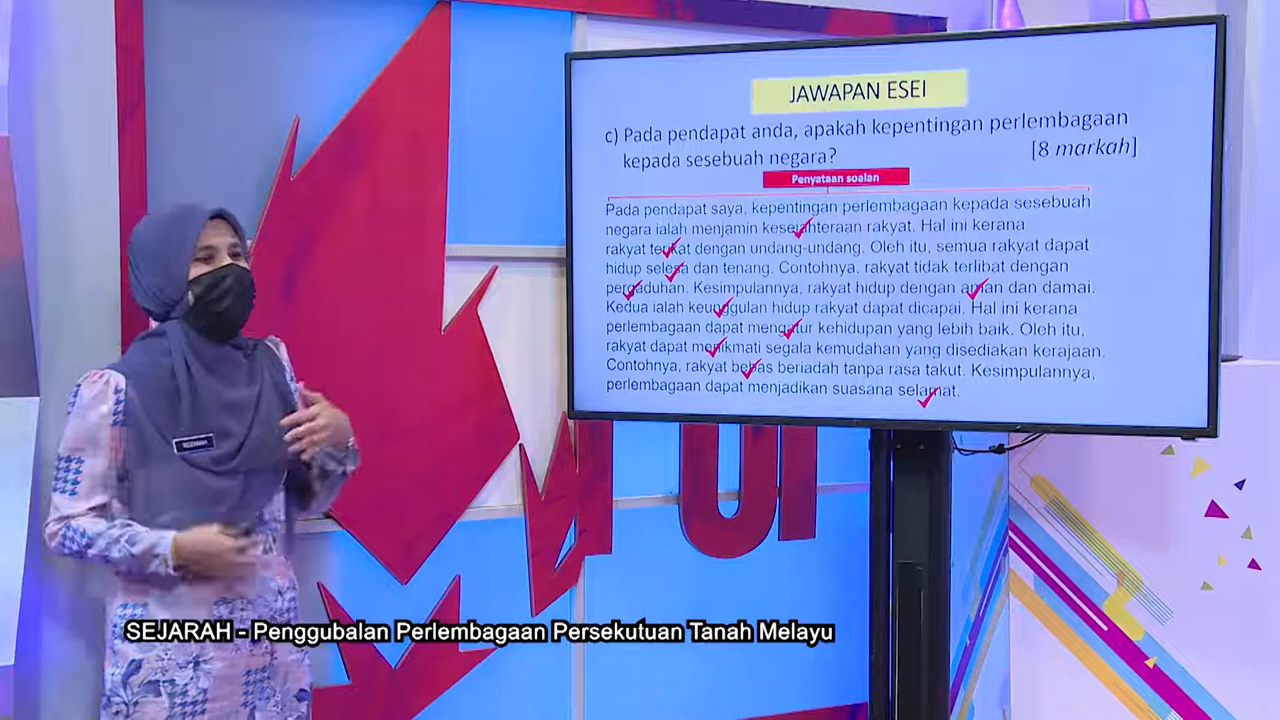 JAWAPAN ESEI
c) Pada pendapat anda, apakah kepentingan perlembagaan
kepada sesebuah negara? [8 markah]
Penyataan soalan
Pada pendapat saya, kepentingan perlembagaan kepada sesebuah
negara ialah menjamin kesejahteraan rakyat. Hal ini kerana
rakyat terikat dengan undang-undang. Oleh itu, semua rakyat dapat
hidup selesa dan tenang. Contohnya, rakyat tidak terlibat dengan
pergaduhan. Kesimpulannya, rakyat hidup dengan aman dan damai.
Kedua ialah keunggulan hidup rakyat dapat dicapai. Hal ini kerana
perlembagaan dapat mengatur kehidupan yang lebih baik. Oleh itu,
rakyat dapat menikmati segala kemudahan yang disediakan kerajaan.
Contohnya, rakyat bebas beriadah tanpa rasa takut. Kesimpulannya,
perlembagaan dapat menjadikan suasana selamat.
SEJARAH - Penggubalan Perlembagaan Persekutuan Tanah Melayu